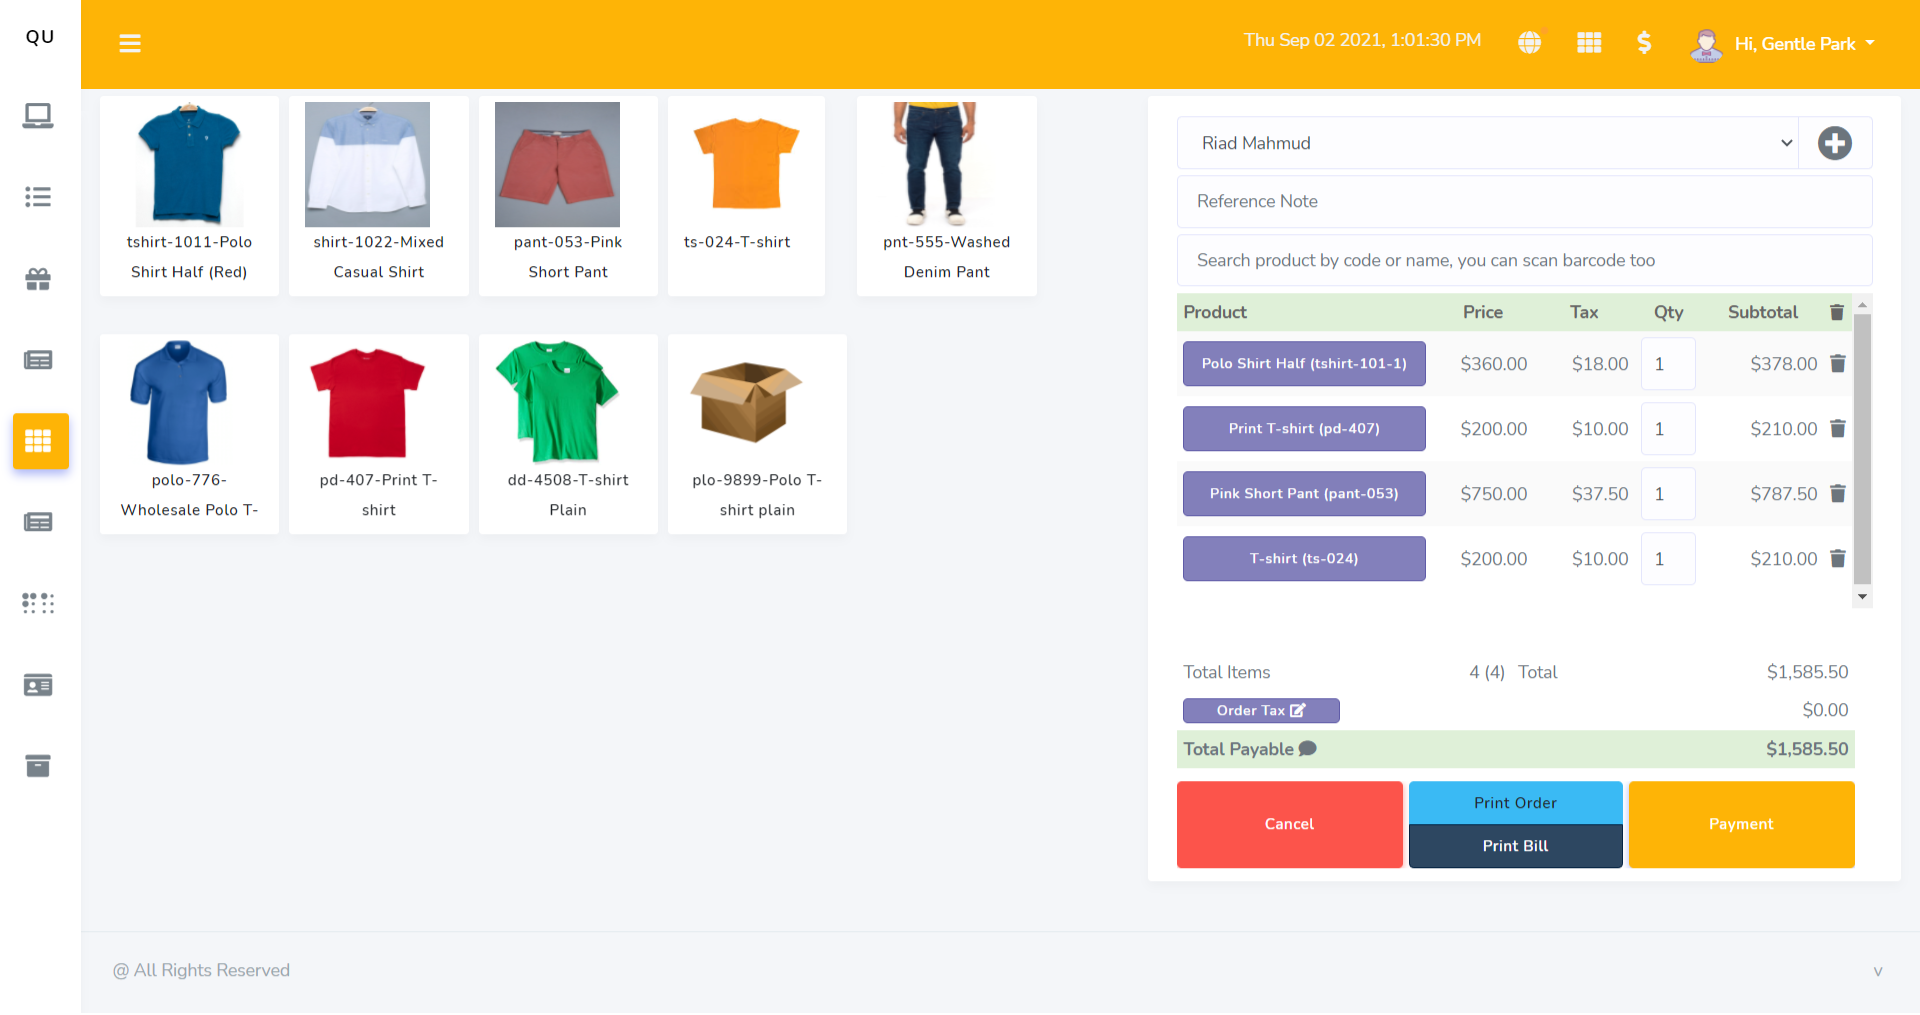 QU
Thu Sep 02 2021, 1:01:30 PM
Hi, Gentle Park
tshirt-1011-Polo
Shirt Half (Red)
shirt-1022-Mixed
Casual Shirt
pant-053-Pink
Short Pant
ts-024-T-shirt
pnt-555-Washed
Denim Pant
polo-776-
Wholesale Polo T-
pd-407-Print T-
shirt
dd-4508-T-shirt
Plain
plo-9899-Polo T-
shirt plain
Riad Mahmud
Reference Note
Search product by code or name, you can scan barcode too
Product Price Tax Qty Subtotal
Polo Shirt Half (tshirt-101-1) $360.00 $18.00 1 $378.00
Print T-shirt (pd-407) $200.00 $10.00 1 $210.00
Pink Short Pant (pant-053) $750.00 $37.50 1 $787.50
T-shirt (ts-024) $200.00 $10.00 1 $210.00
Total Items 4 (4) Total $1,585.50
Order Tax $0.00
Total Payable $1,585.50
Cancel
Print Order
Print Bill
Payment
@ All Rights Reserved
v